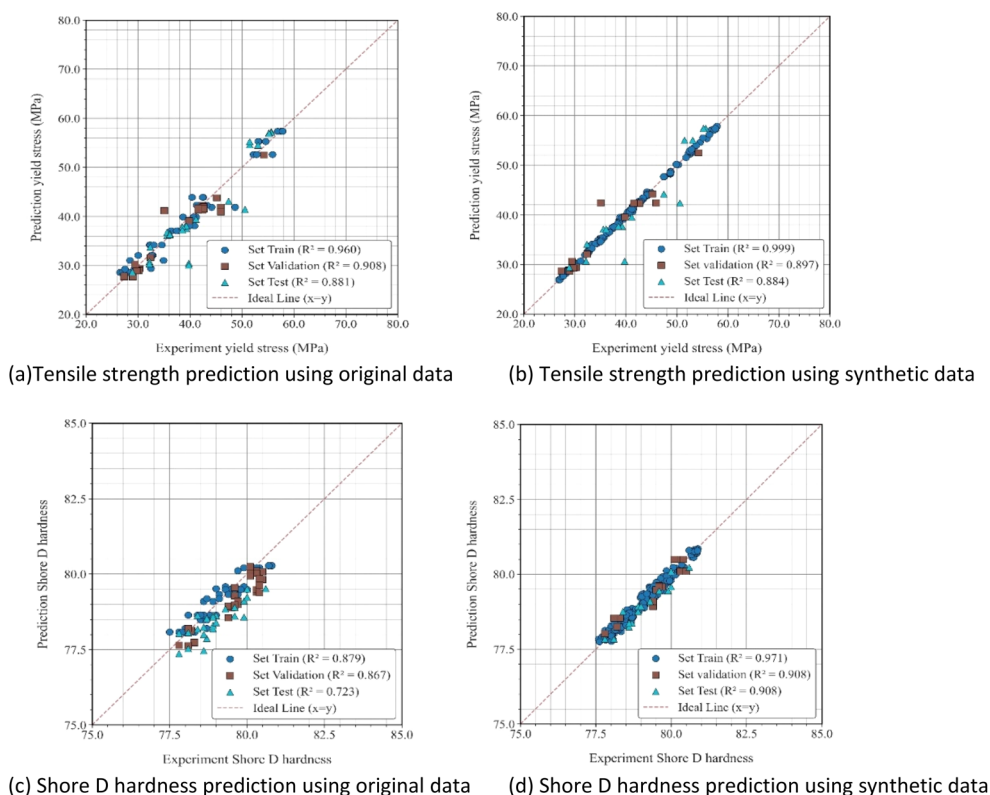 80.0
70.0
60.0
50.0
40.0
30.0
20.0
Prediction yield stress (MPa)
Set Train (R² = 0.960)
Set Validation (R² = 0.908)
Set Test (R² = 0.881)
Ideal Line (x=y)
20.0 30.0 40.0 50.0 60.0 70.0 80.0
Experiment yield stress (MPa)
(a)Tensile strength prediction using original data
80.0
70.0
60.0
50.0
40.0
30.0
20.0
Prediction yield stress (MPa)
Set Train (R² = 0.999)
Set validation (R² = 0.897)
Set Test (R² = 0.884)
Ideal Line (x=y)
20.0 30.0 40.0 50.0 60.0 70.0 80.0
Experiment yield stress (MPa)
(b) Tensile strength prediction using synthetic data
85.0
82.5
80.0
77.5
75.0
Prediction Shore D hardness
Set Train (R² = 0.879)
Set Validation (R² = 0.867)
Set Test (R² = 0.723)
Ideal Line (x=y)
75.0 77.5 80.0 82.5 85.0
Experiment Shore D hardness
(c) Shore D hardness prediction using original data
85.0
82.5
80.0
77.5
75.0
Prediction Shore D hardness
Set Train (R² = 0.971)
Set validation (R² = 0.908)
Set Test (R² = 0.908)
Ideal Line (x=y)
75.0 77.5 80.0 82.5 85.0
Experiment Shore D hardness
(d) Shore D hardness prediction using synthetic data